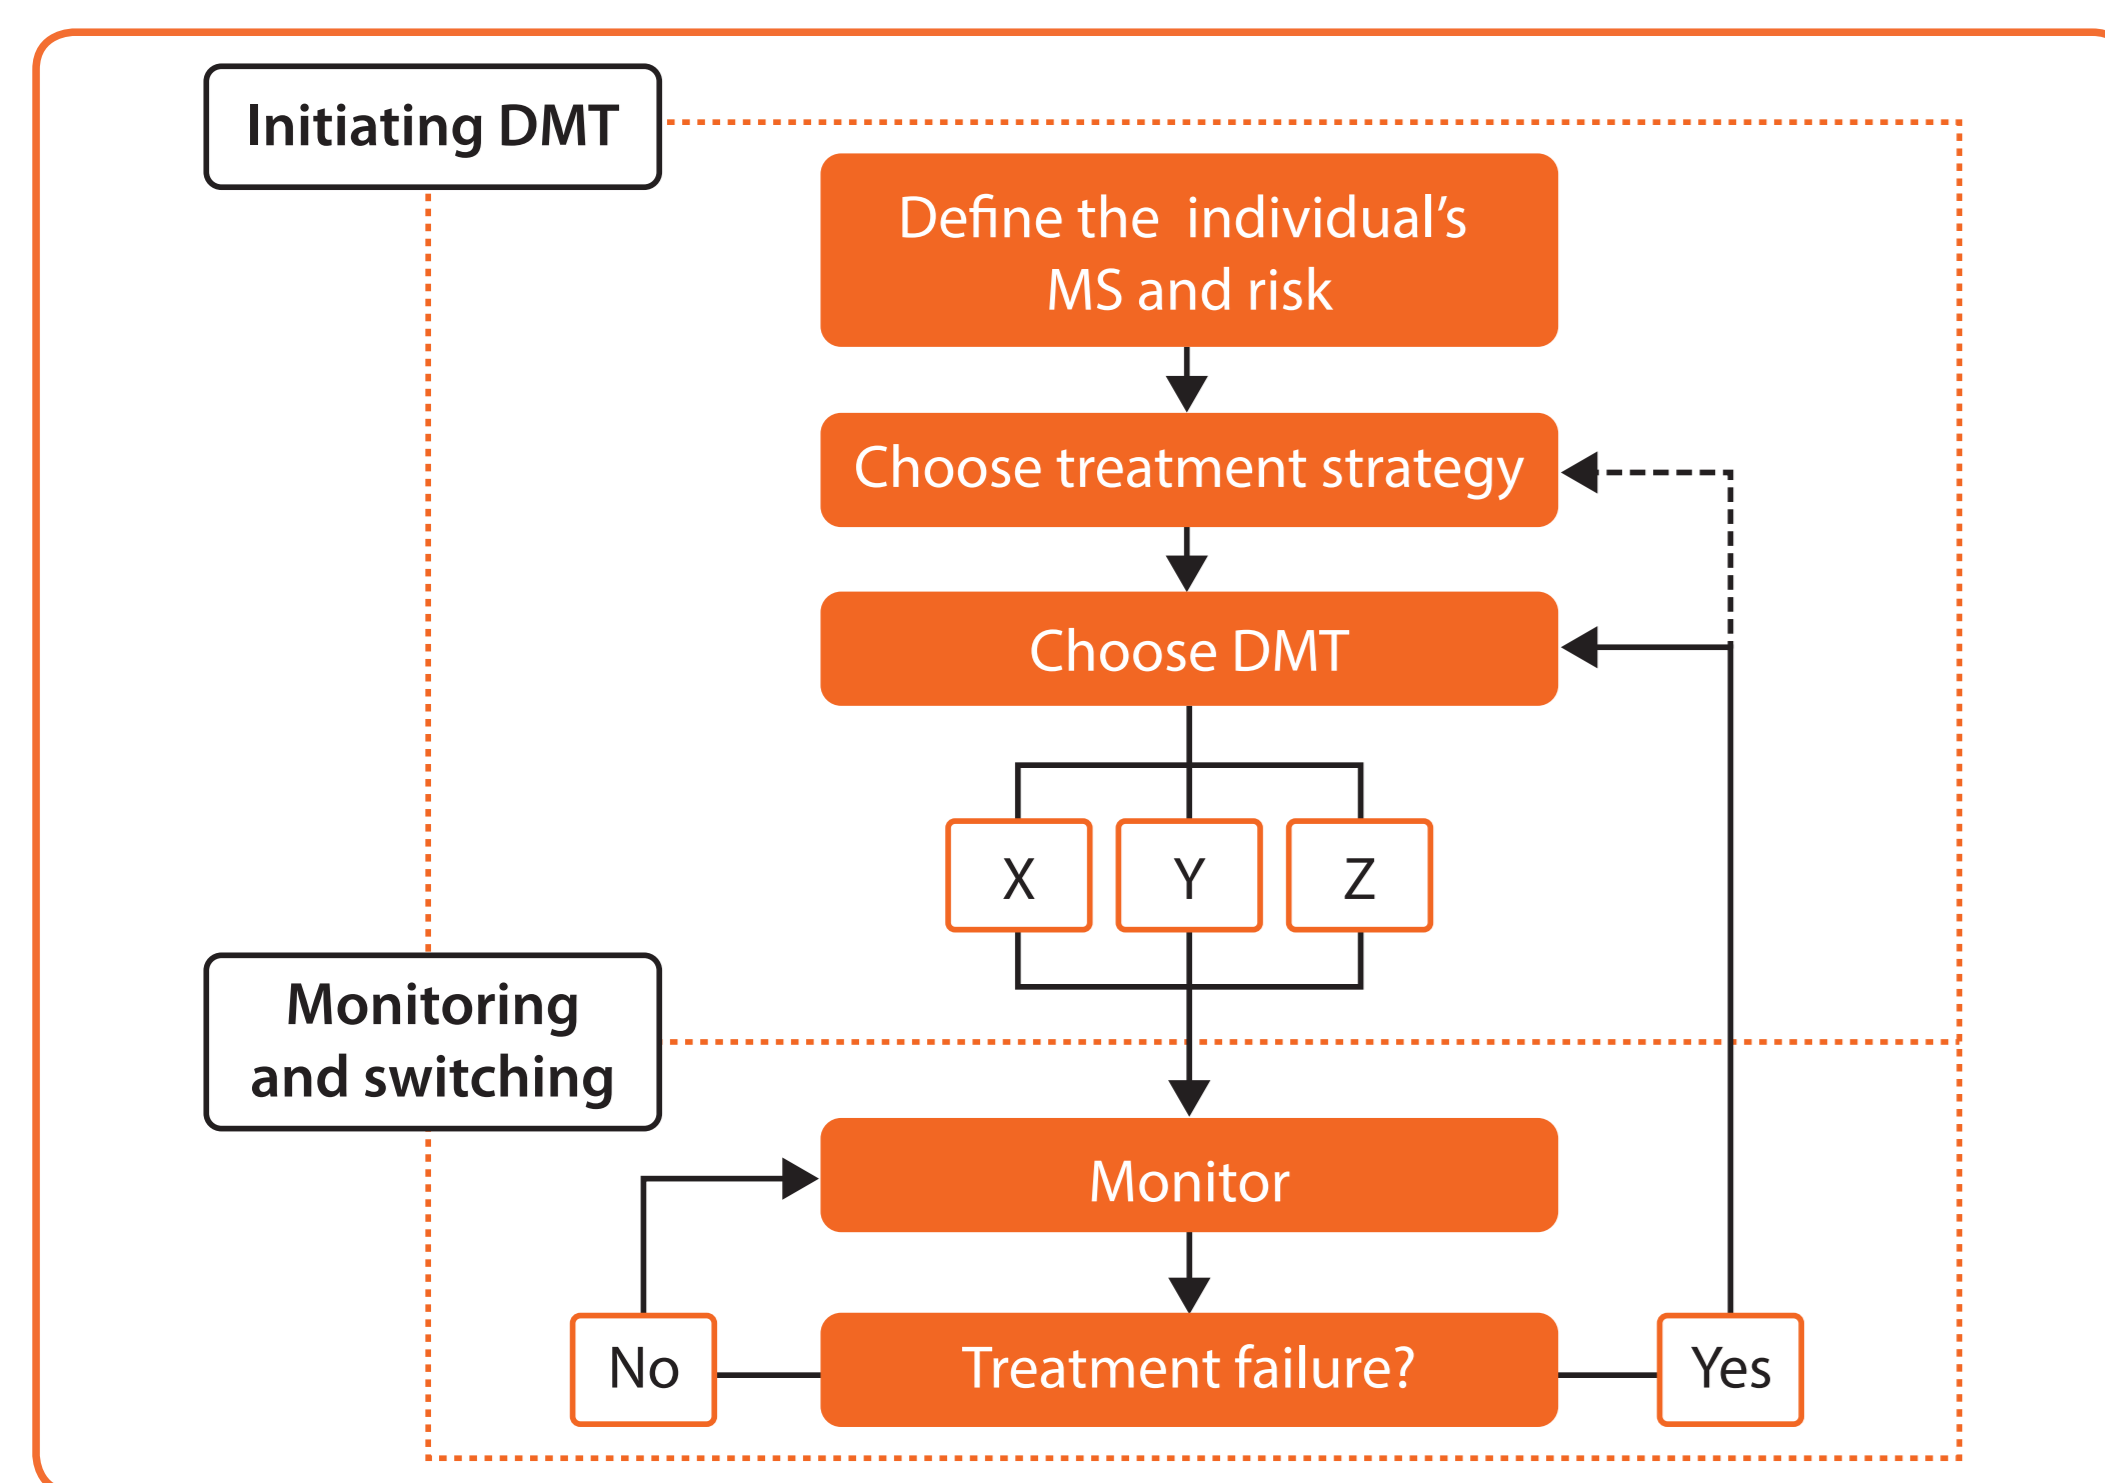 Initiating DMT
Define the individual’s
MS and risk
Choose treatment strategy
Choose DMT
X
Y
Z
Monitoring
and switching
Monitor
No
Treatment failure?
Yes